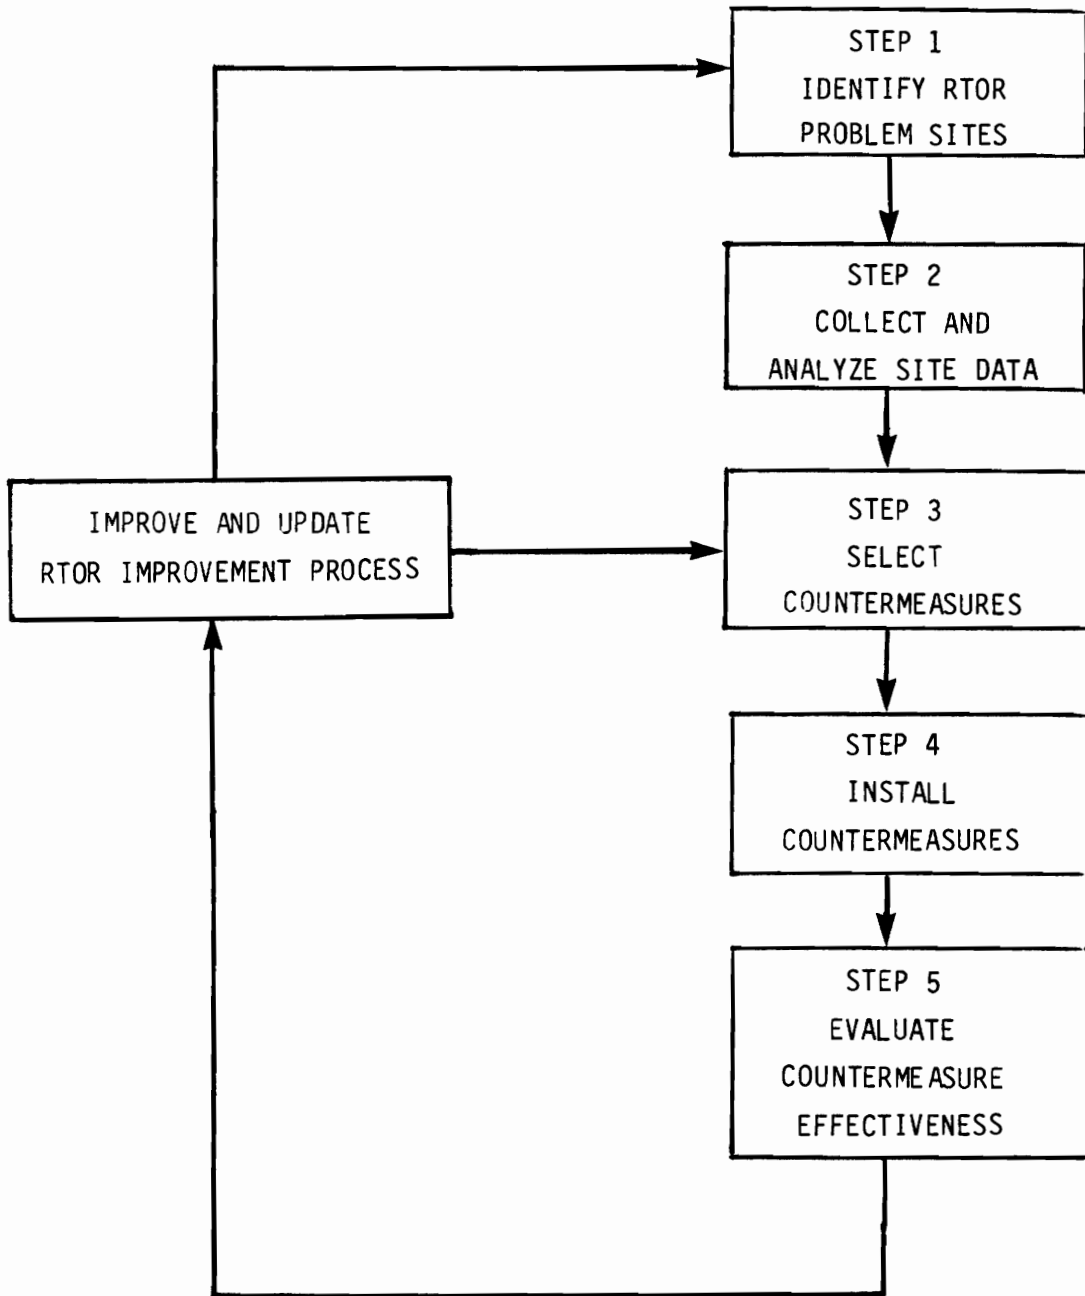 STEP 1
IDENTIFY RTOR
PROBLEM SITES
STEP 2
COLLECT AND
ANALYZE SITE DATA
IMPROVE AND UPDATE
RTOR IMPROVEMENT PROCESS
STEP 3
SELECT
COUNTERMEASURES
STEP 4
INSTALL
COUNTERMEASURES
STEP 5
EVALUATE
COUNTERMEASURE
EFFECTIVENESS